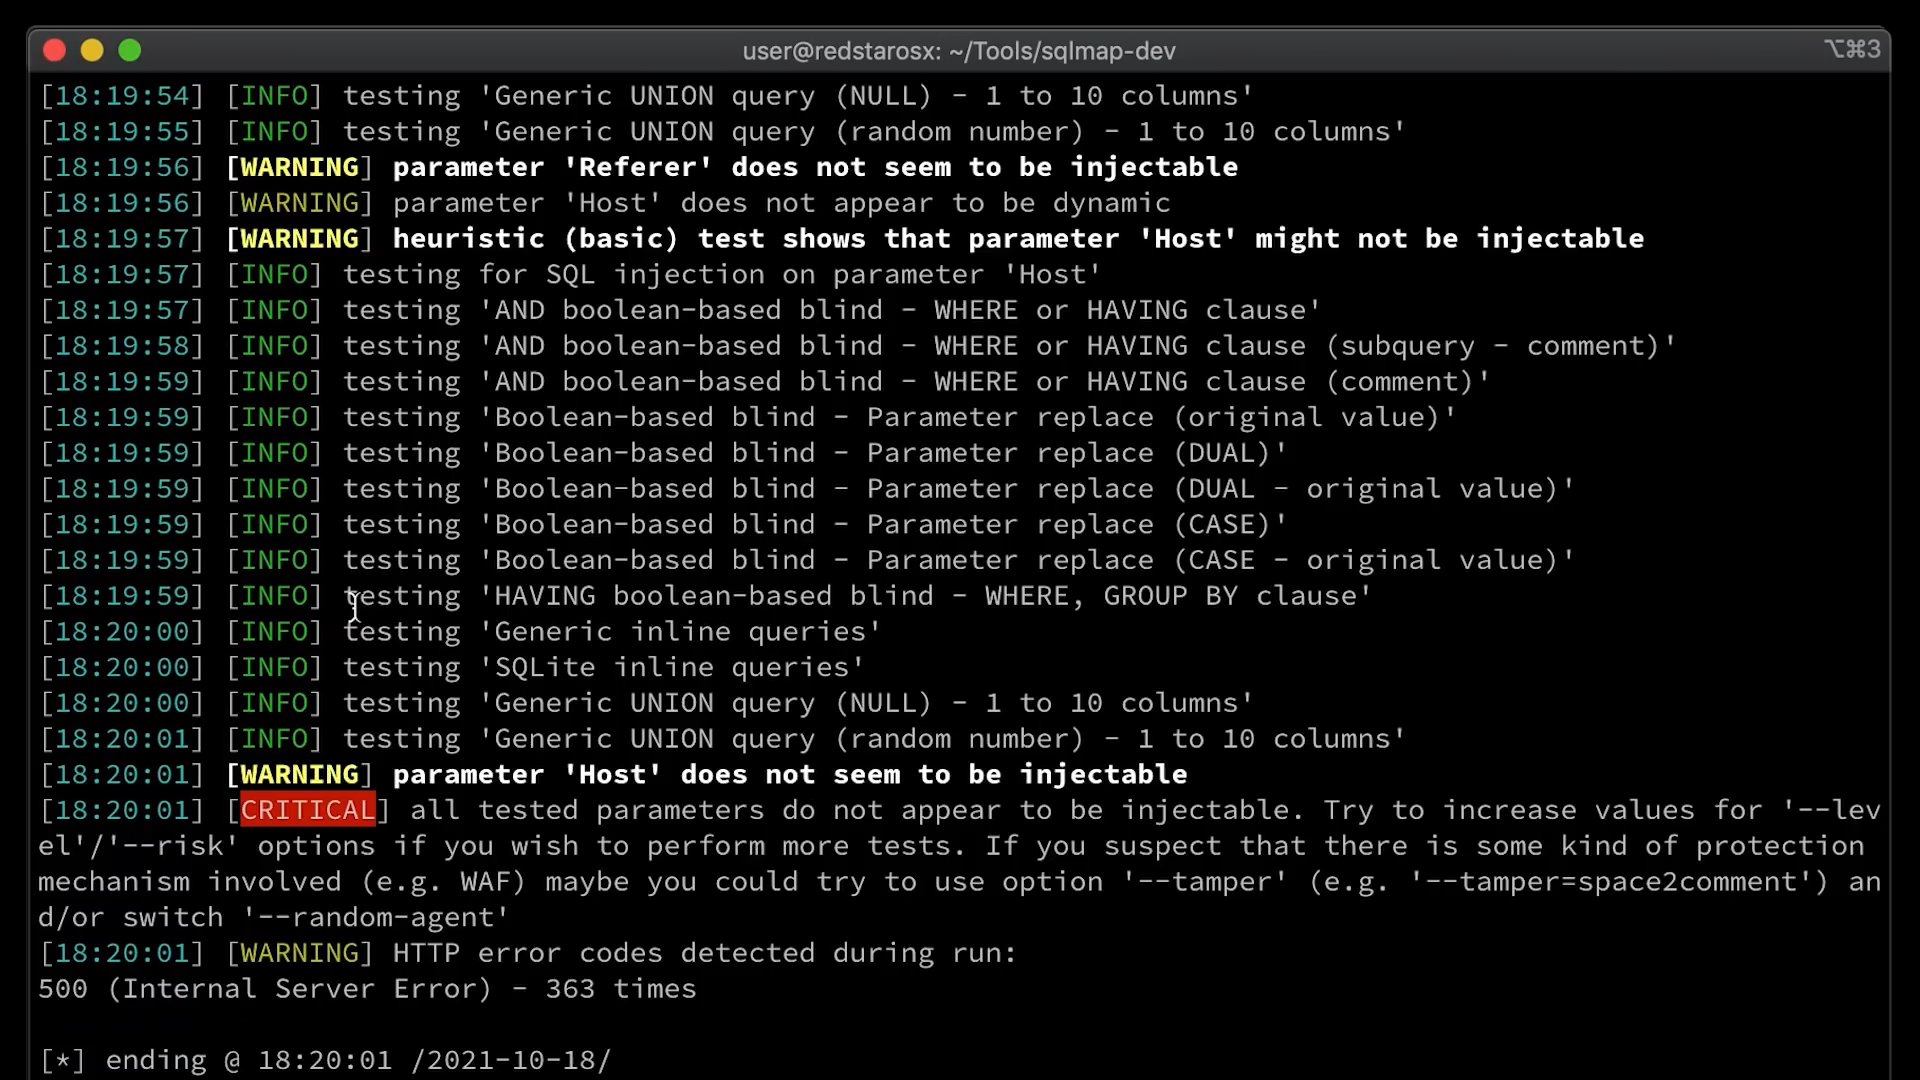 user@redstarosx: ~/Tools/sqlmap-dev
⌥⌘3
[18:19:54] [INFO] testing 'Generic UNION query (NULL) - 1 to 10 columns'
[18:19:55] [INFO] testing 'Generic UNION query (random number) - 1 to 10 columns'
[18:19:56] [WARNING] parameter 'Referer' does not seem to be injectable
[18:19:56] [WARNING] parameter 'Host' does not appear to be dynamic
[18:19:57] [WARNING] heuristic (basic) test shows that parameter 'Host' might not be injectable
[18:19:57] [INFO] testing for SQL injection on parameter 'Host'
[18:19:57] [INFO] testing 'AND boolean-based blind - WHERE or HAVING clause'
[18:19:58] [INFO] testing 'AND boolean-based blind - WHERE or HAVING clause (subquery - comment)'
[18:19:59] [INFO] testing 'AND boolean-based blind - WHERE or HAVING clause (comment)'
[18:19:59] [INFO] testing 'Boolean-based blind - Parameter replace (original value)'
[18:19:59] [INFO] testing 'Boolean-based blind - Parameter replace (DUAL)'
[18:19:59] [INFO] testing 'Boolean-based blind - Parameter replace (DUAL - original value)'
[18:19:59] [INFO] testing 'Boolean-based blind - Parameter replace (CASE)'
[18:19:59] [INFO] testing 'Boolean-based blind - Parameter replace (CASE - original value)'
[18:19:59] [INFO] testing 'HAVING boolean-based blind - WHERE, GROUP BY clause'
[18:20:00] [INFO] testing 'Generic inline queries'
[18:20:00] [INFO] testing 'SQLite inline queries'
[18:20:00] [INFO] testing 'Generic UNION query (NULL) - 1 to 10 columns'
[18:20:01] [INFO] testing 'Generic UNION query (random number) - 1 to 10 columns'
[18:20:01] [WARNING] parameter 'Host' does not seem to be injectable
[18:20:01] [CRITICAL] all tested parameters do not appear to be injectable. Try to increase values for '--lev
el'/'--risk' options if you wish to perform more tests. If you suspect that there is some kind of protection
mechanism involved (e.g. WAF) maybe you could try to use option '--tamper' (e.g. '--tamper=space2comment') an
d/or switch '--random-agent'
[18:20:01] [WARNING] HTTP error codes detected during run:
500 (Internal Server Error) - 363 times
[*] ending @ 18:20:01 /2021-10-18/